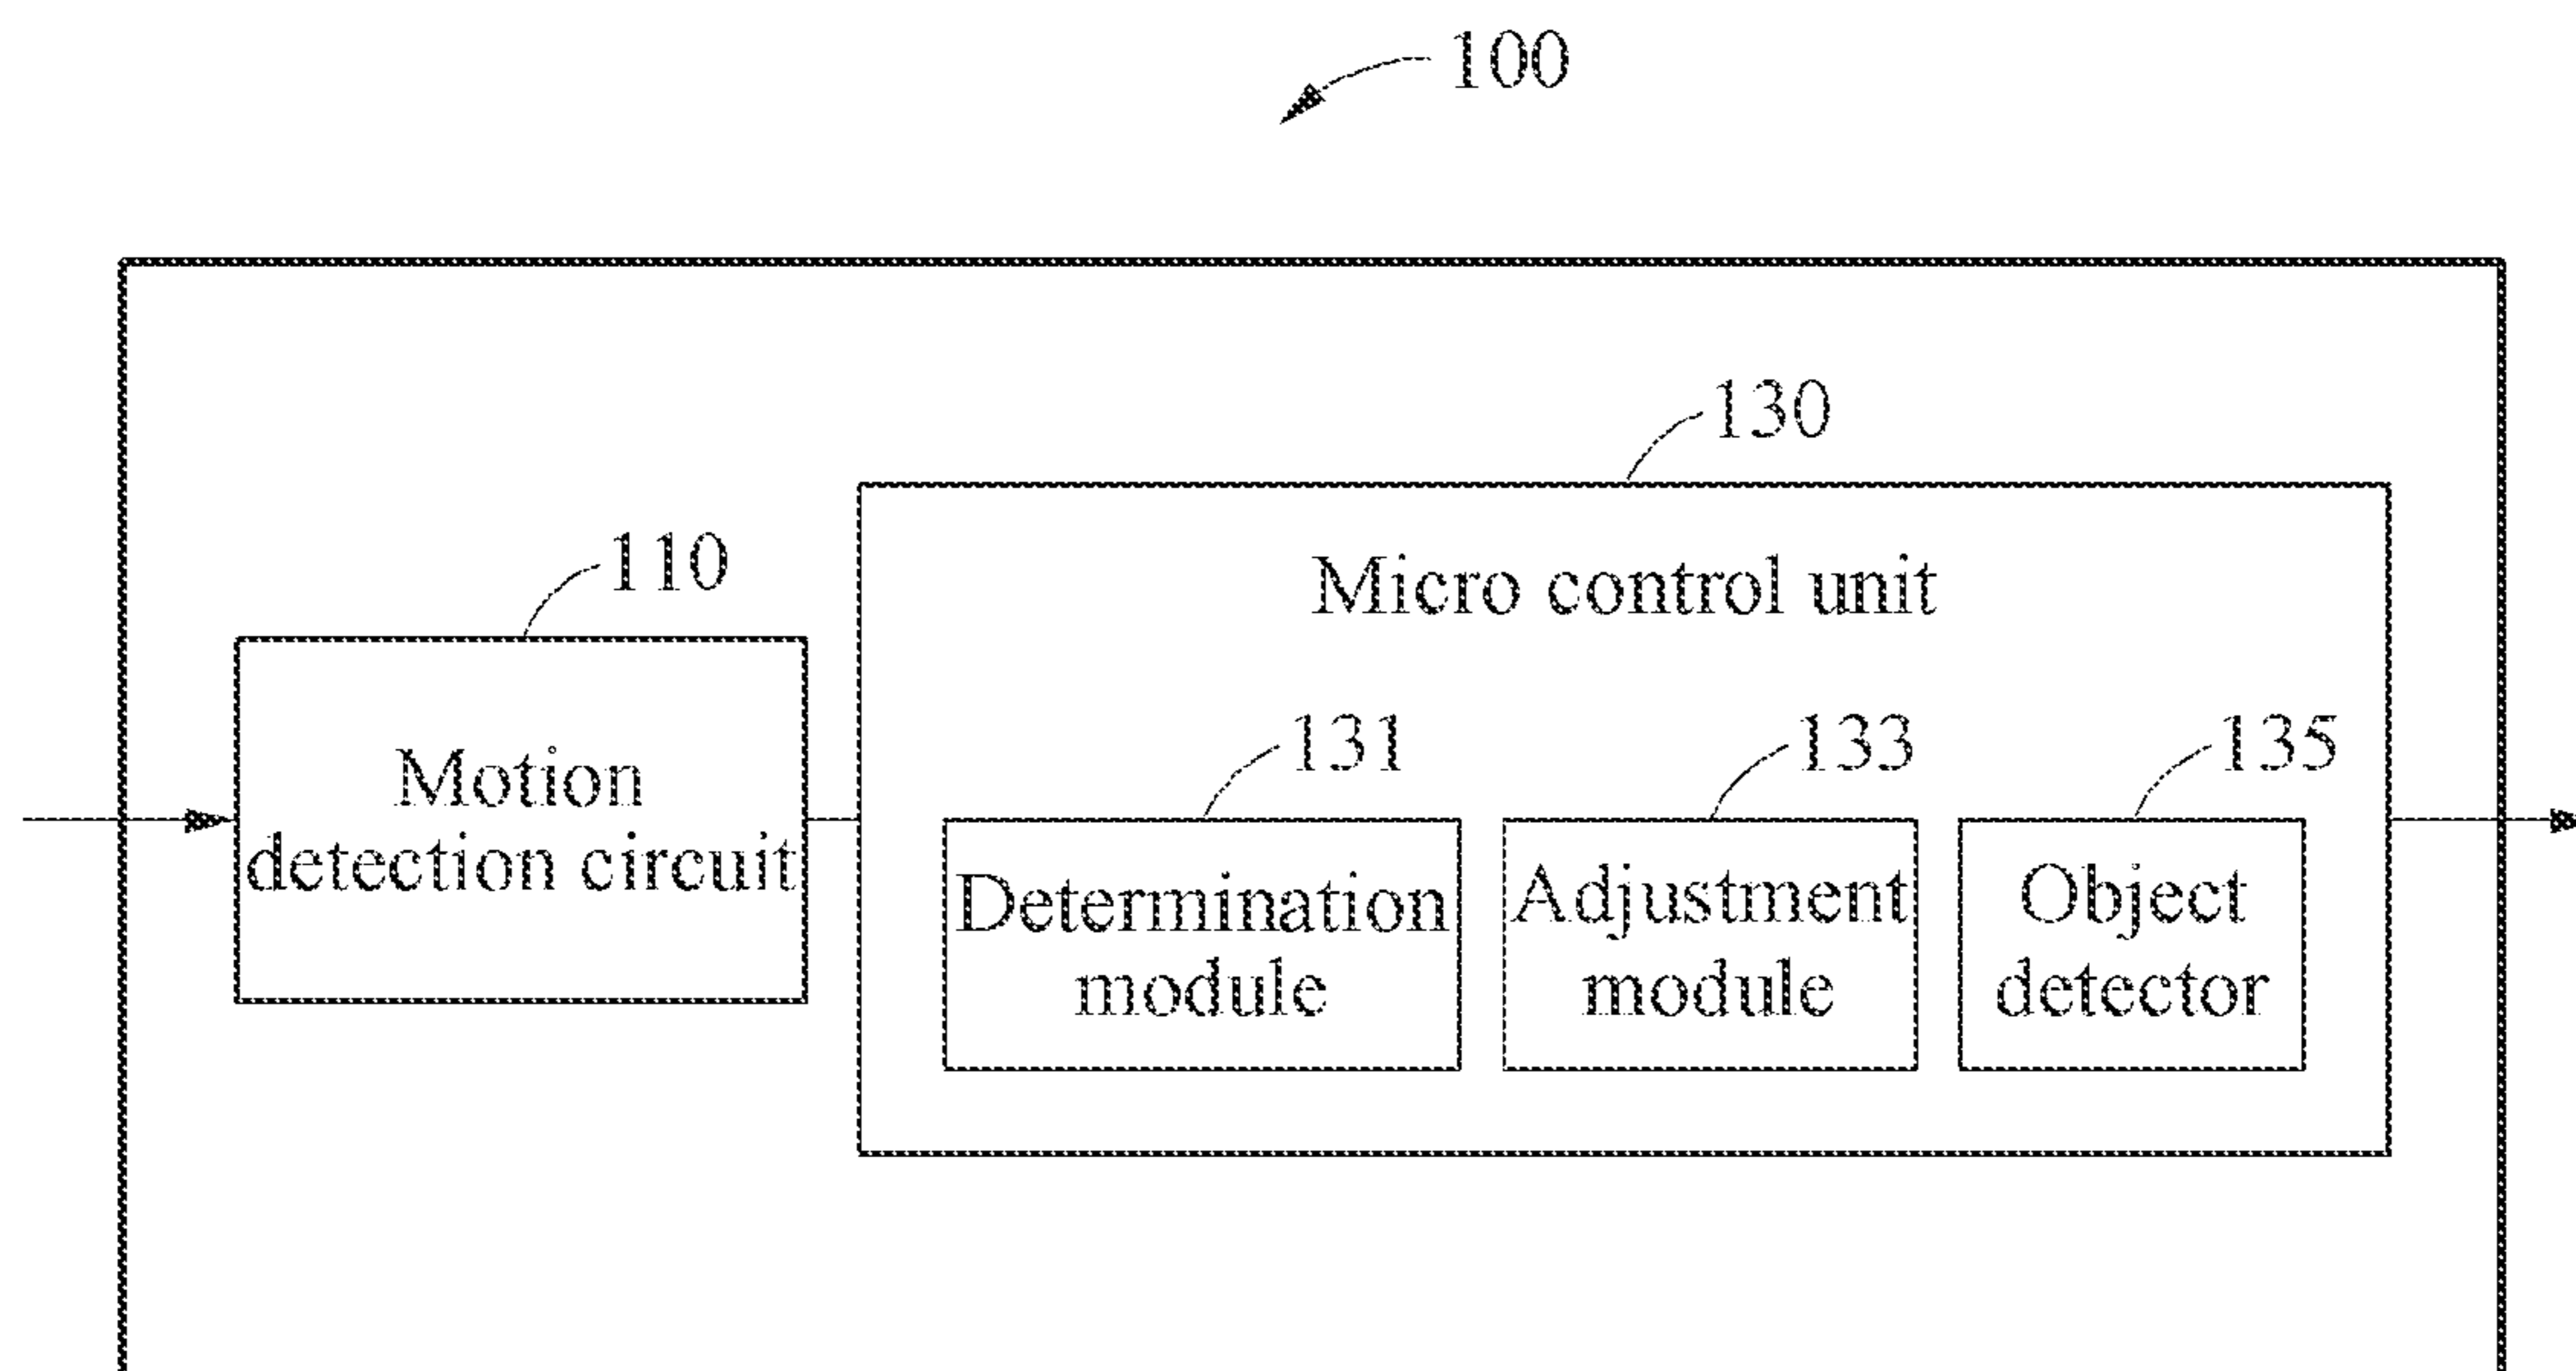 100
130
Micro control unit
110
Motion
detection circuit
131
Determination
module
133
Adjustment
module
135
Object
detector